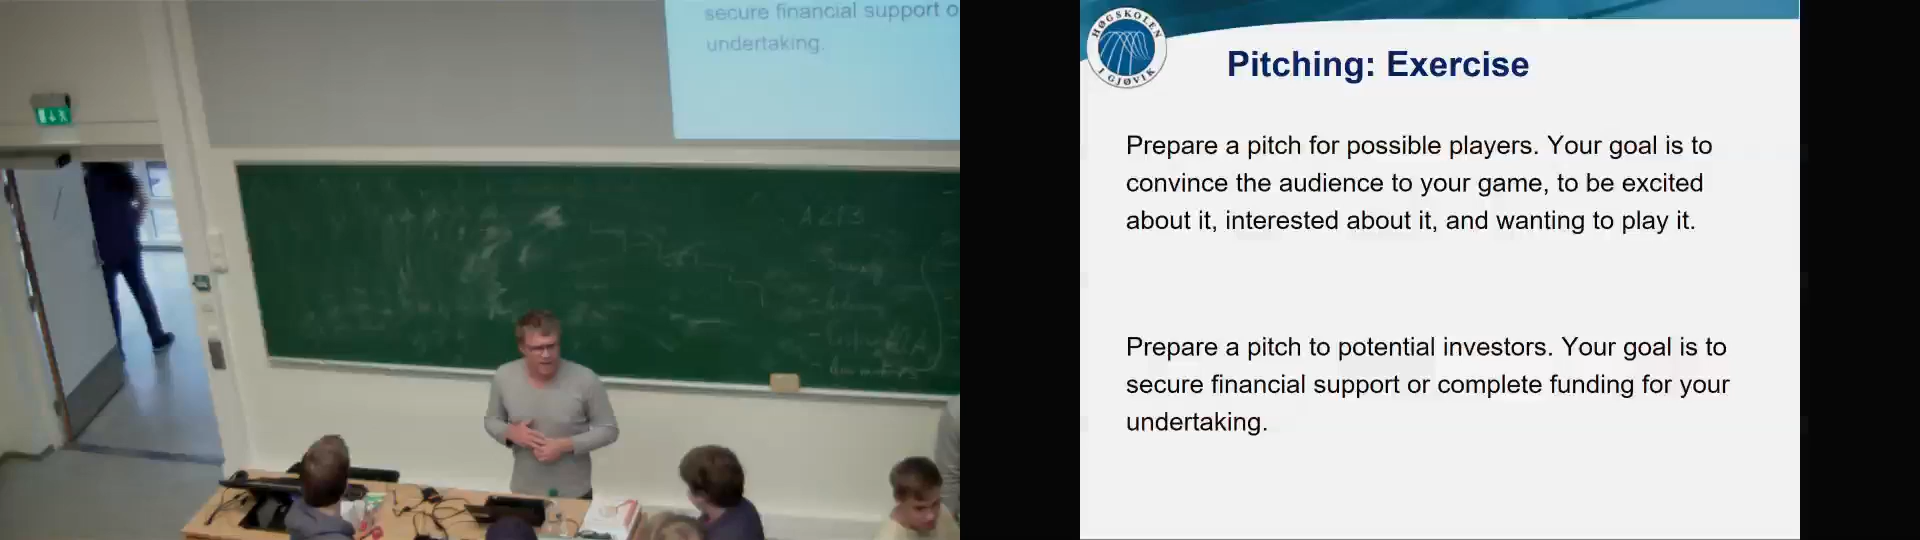 secure financial support o
undertaking.
A2F3
HØGSKOLEN
I GJØVIK
Pitching: Exercise
Prepare a pitch for possible players. Your goal is to
convince the audience to your game, to be excited
about it, interested about it, and wanting to play it.
Prepare a pitch to potential investors. Your goal is to
secure financial support or complete funding for your
undertaking.